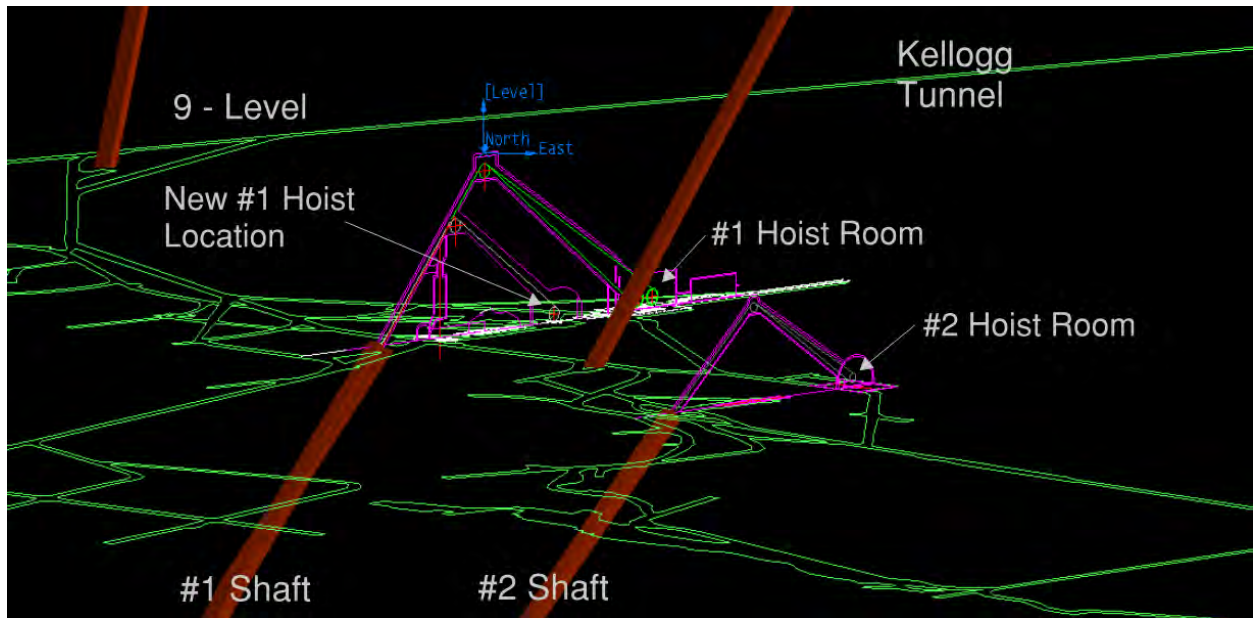 Kellogg
Tunnel
9 - Level
[Level]
North
East
New #1 Hoist
Location
#1 Hoist Room
#2 Hoist Room
#1 Shaft
#2 Shaft